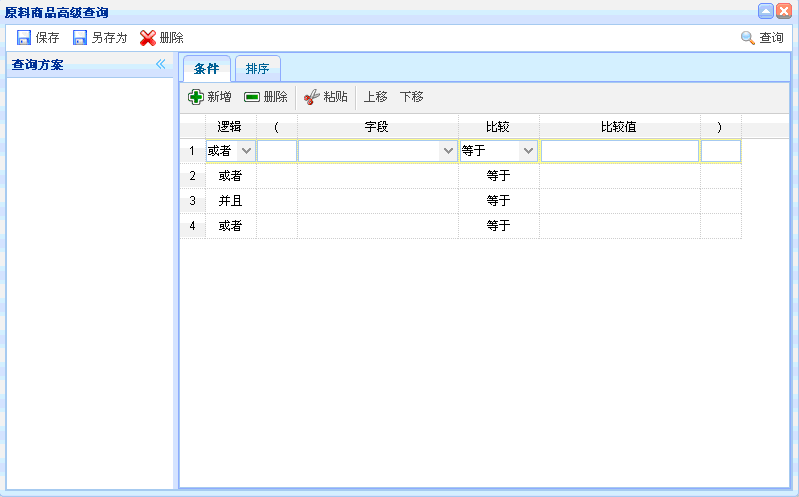 原料商品高级查询
保存 另存为 删除 查询
查询方案
条件 排序
新增 删除 粘贴 上移 下移
逻辑 ( 字段 比较 比较值 )
1 或者 等于
2 或者 等于
3 并且 等于
4 或者 等于